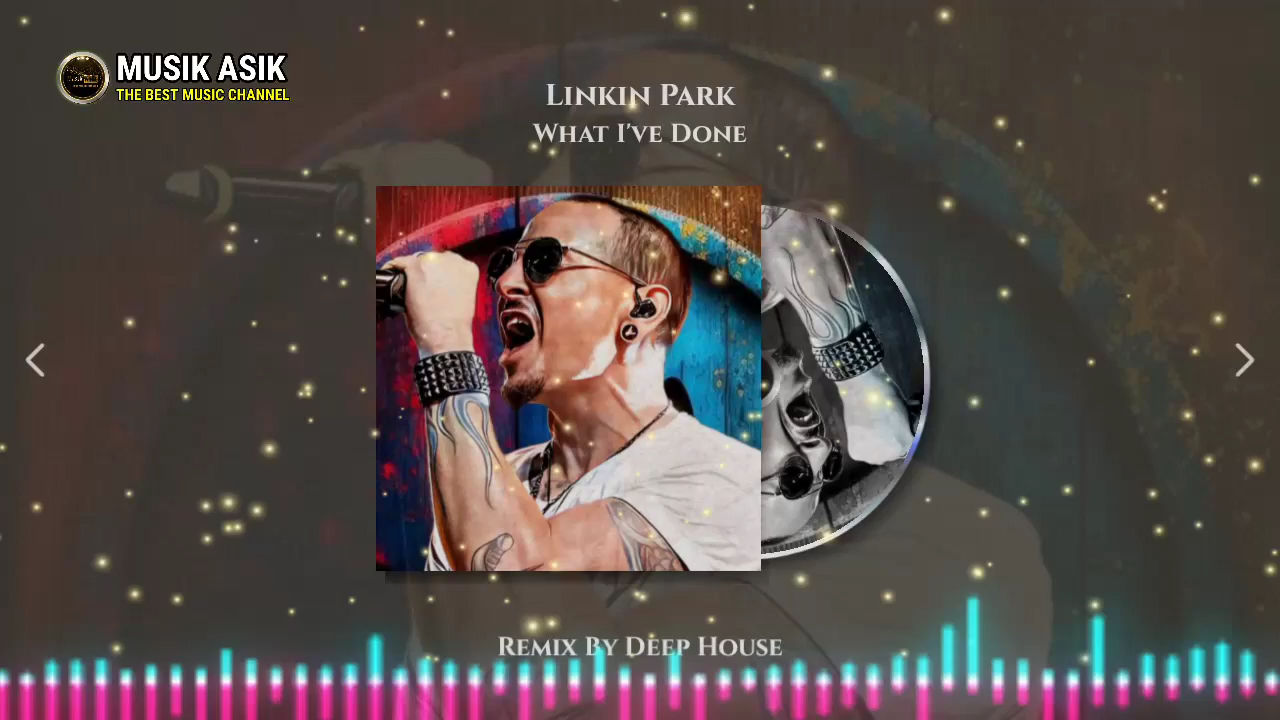 MUSIK ASIK
THE BEST MUSIC CHANNEL
Linkin Park
What I've Done
Remix By Deep House